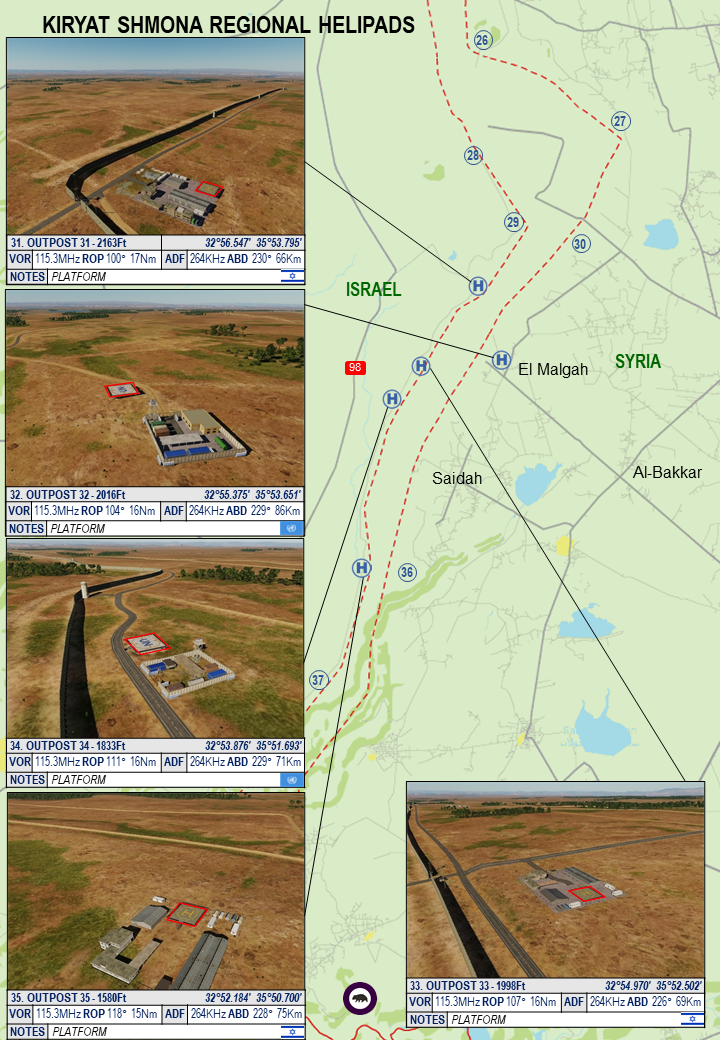 KIRYAT SHMONA REGIONAL HELIPADS
31. OUTPOST 31 - 2163Ft 32°56.547' 35°53.795'
VOR 115.3MHz ROP 100° 17Nm ADF 264KHz ABD 230° 66Km
NOTES PLATFORM
32. OUTPOST 32 - 2016Ft 32°55.375' 35°53.651'
VOR 115.3MHz ROP 104° 16Nm ADF 264KHz ABD 229° 86Km
NOTES PLATFORM
UN
34. OUTPOST 34 - 1833Ft 32°53.876' 35°51.693'
VOR 115.3MHz ROP 111° 16Nm ADF 264KHz ABD 229° 71Km
NOTES PLATFORM
H
35. OUTPOST 35 - 1580Ft 32°52.184' 35°50.700'
VOR 115.3MHz ROP 118° 15Nm ADF 264KHz ABD 228° 75Km
NOTES PLATFORM
26
27
28
29
30
H
ISRAEL
H
H
98
El Malgah
SYRIA
H
Saidah
Al-Bakkar
H
36
37
33. OUTPOST 33 - 1998Ft 32°54.970' 35°52.502'
VOR 115.3MHz ROP 107° 16Nm ADF 264KHz ABD 226° 69Km
NOTES PLATFORM